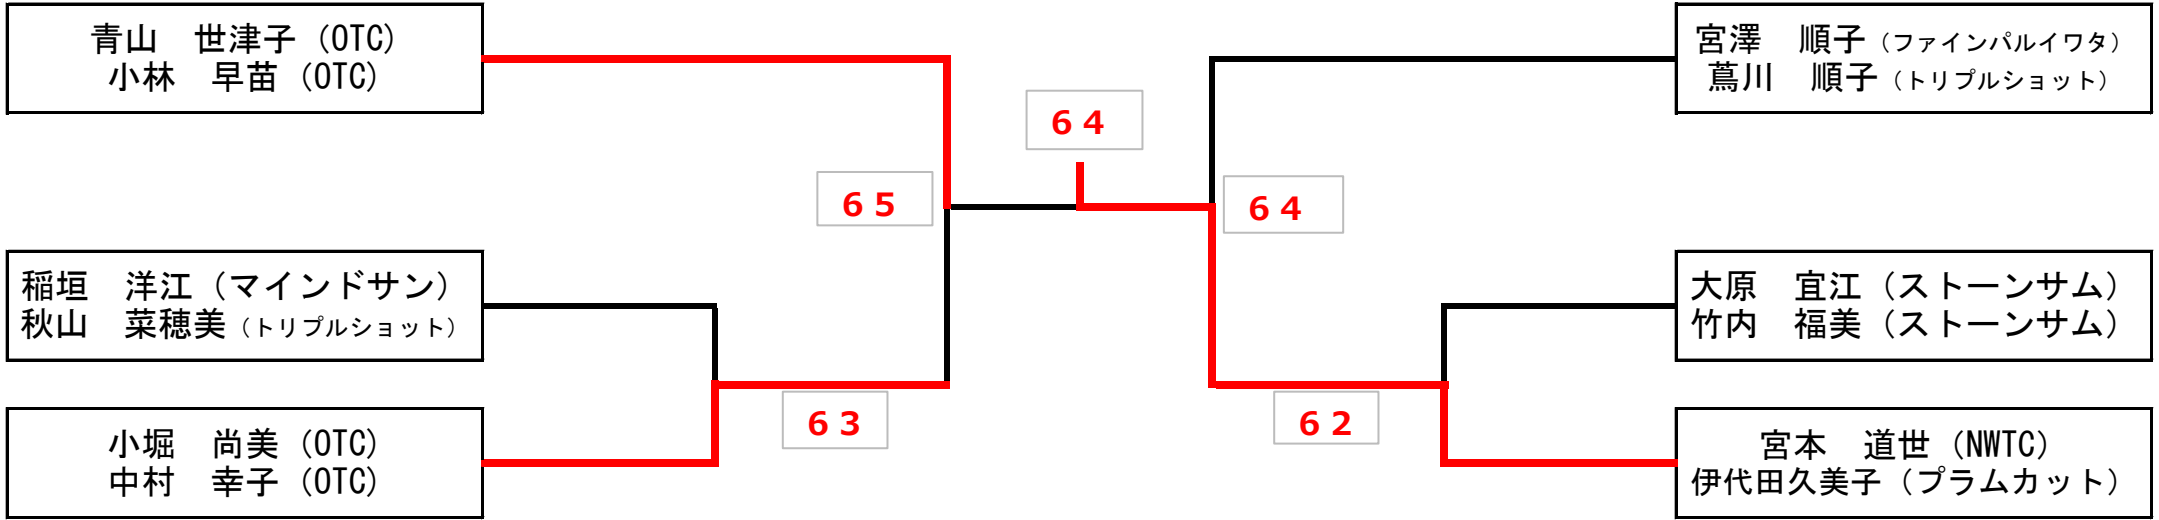 青山　世津子（OTC）
小林　早苗（OTC）
稲垣　洋江（マインドサン）
秋山　菜穂美（トリプルショット）
小堀　尚美（OTC）
中村　幸子（OTC）
６５
６３
６４
６４
６２
宮澤　順子（ファインパルイワタ）
蔦川　順子（トリプルショット）
大原　宜江（ストーンサム）
竹内　福美（ストーンサム）
宮本　道世（NWTC）
伊代田久美子（プラムカット）